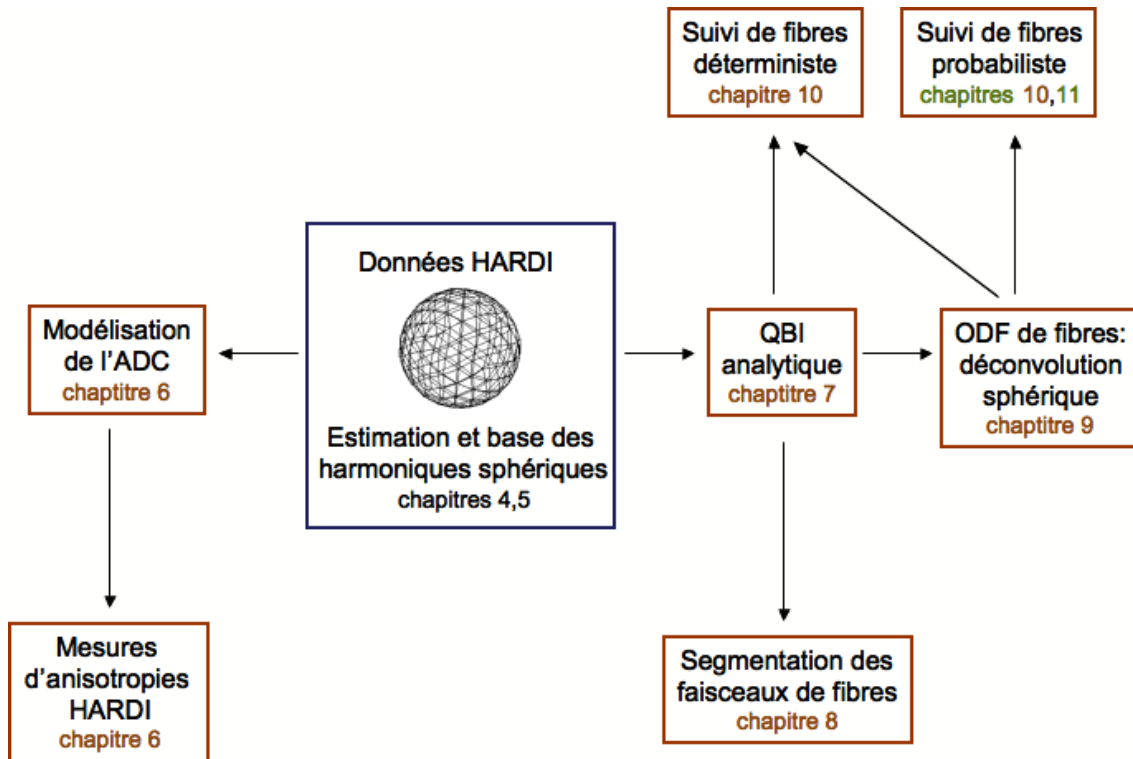 Suivi de fibres
déterministe
chapitre 10
Suivi de fibres
probabiliste
chapitres 10,11
Données HARDI
Estimation et base des
harmoniques sphériques
chapitres 4,5
Modélisation
de l'ADC
chaptitre 6
QBI
analytique
chaptitre 7
ODF de fibres:
déconvolution
sphérique
chaptitre 9
Mesures
d'anisotropies
HARDI
chapitre 6
Segmentation des
faisceaux de fibres
chapitre 8